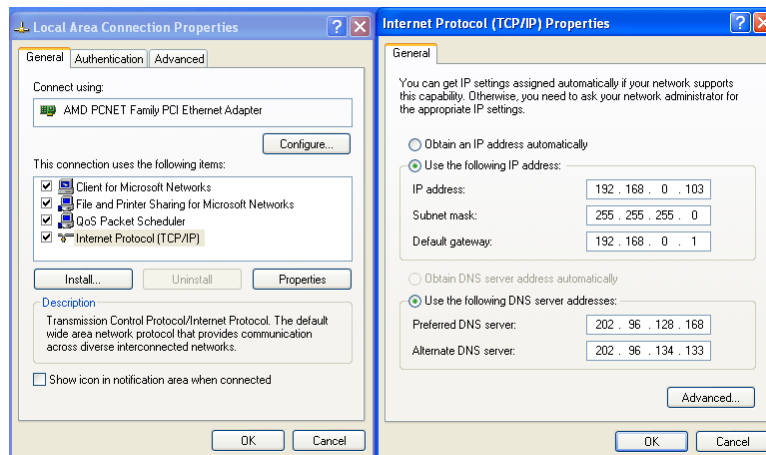 Local Area Connection Properties
General
Authentication
Advanced
Connect using:
AMD PCNET Family PCI Ethernet Adapter
Configure...
This connection uses the following items:
Client for Microsoft Networks
File and Printer Sharing for Microsoft Networks
QoS Packet Scheduler
Internet Protocol (TCP/IP)
Install...
Uninstall
Properties
Description
Transmission Control Protocol/Internet Protocol. The default
wide area network protocol that provides communication
across diverse interconnected networks.
Show icon in notification area when connected
OK
Cancel
Internet Protocol (TCP/IP) Properties
General
You can get IP settings assigned automatically if your network supports
this capability. Otherwise, you need to ask your network administrator for
the appropriate IP settings.
Obtain an IP address automatically
Use the following IP address:
IP address: 192 . 168 . 0 . 103
Subnet mask: 255 . 255 . 255 . 0
Default gateway: 192 . 168 . 0 . 1
Obtain DNS server address automatically
Use the following DNS server addresses:
Preferred DNS server: 202 . 96 . 128 . 168
Alternate DNS server: 202 . 96 . 134 . 133
Advanced...
OK
Cancel